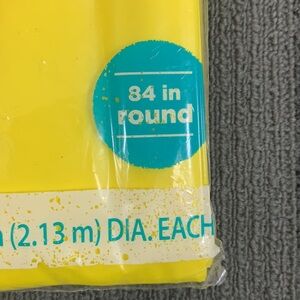 84 in
round
(2.13 m) DIA. EACH